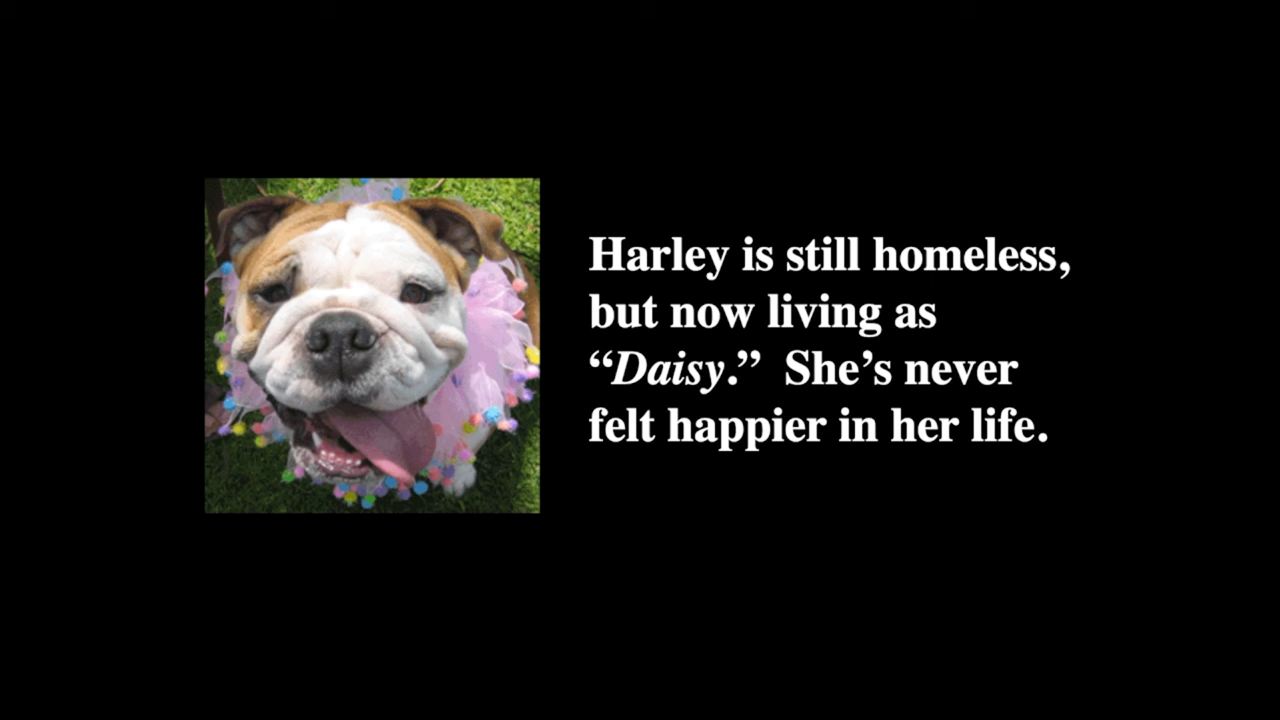 Harley is still homeless,
but now living as
“Daisy.”  She’s never
felt happier in her life.